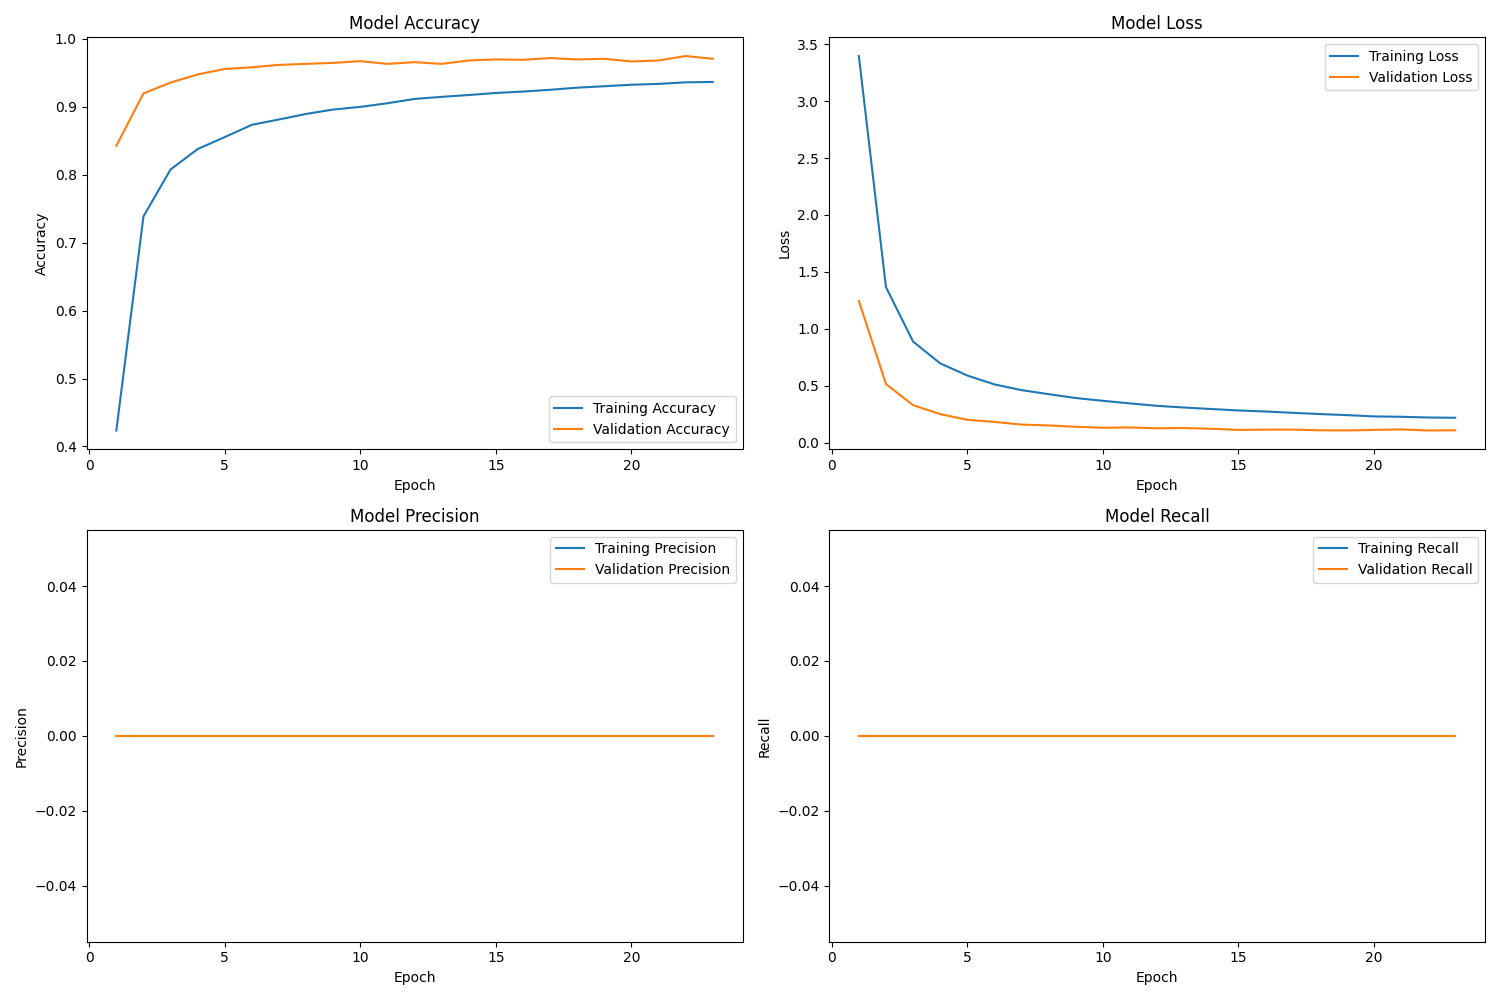 Model Accuracy
1.0
0.9
0.8
0.7
0.6
0.5
0.4
Accuracy
Training Accuracy
Validation Accuracy
0 5 10 15 20
Epoch
Model Loss
3.5
3.0
2.5
2.0
1.5
1.0
0.5
0.0
Loss
Training Loss
Validation Loss
0 5 10 15 20
Epoch
Model Precision
0.04
0.02
0.00
−0.02
−0.04
Precision
Training Precision
Validation Precision
0 5 10 15 20
Epoch
Model Recall
0.04
0.02
0.00
−0.02
−0.04
Recall
Training Recall
Validation Recall
0 5 10 15 20
Epoch